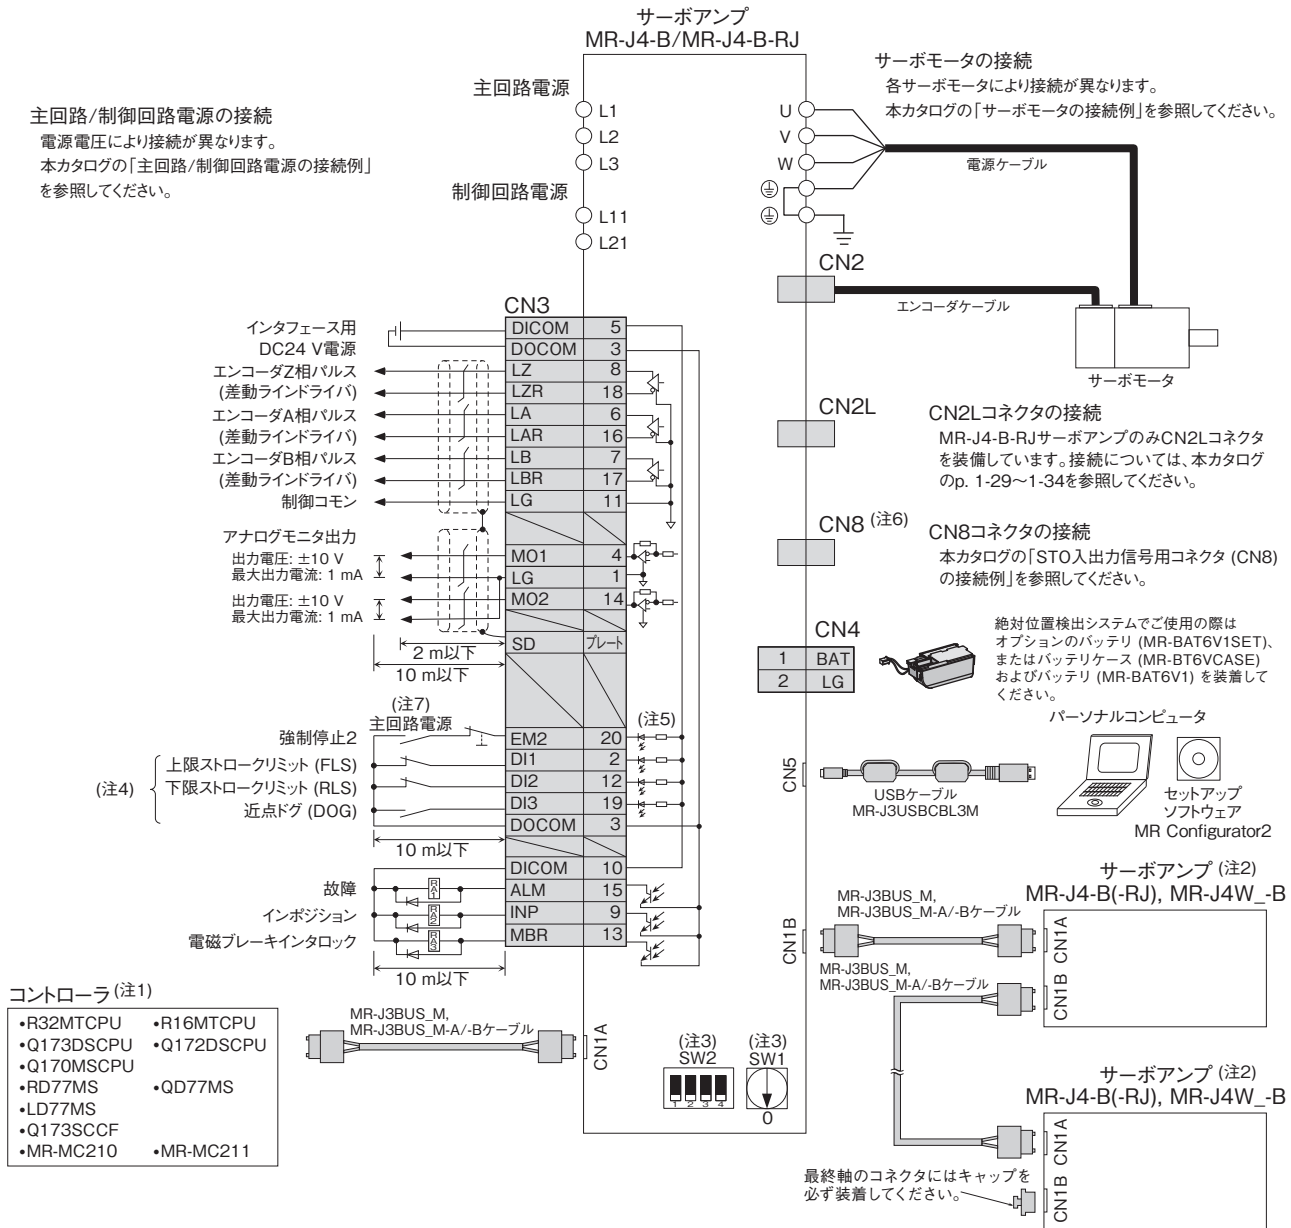 サーボアンプ
MR-J4-B/MR-J4-B-RJ
主回路/制御回路電源の接続
電源電圧により接続が異なります。
本カタログの「主回路/制御回路電源の接続例」
を参照してください。
主回路電源
L1
L2
L3
制御回路電源
L11
L21
U
V
W
サーボモータの接続
各サーボモータにより接続が異なります。
本カタログの「サーボモータの接続例」を参照してください。
電源ケーブル
CN2
エンコーダケーブル
サーボモータ
CN2L
CN2Lコネクタの接続
MR-J4-B-RJサーボアンプのみCN2Lコネクタ
を装備しています。接続については、本カタログ
のp. 1-29～1-34を参照してください。
CN8 (注6)
CN8コネクタの接続
本カタログの「STO入出力信号用コネクタ (CN8)
の接続例」を参照してください。
CN4
1 BAT
2 LG
絶対位置検出システムでご使用の際は
オプションのバッテリ (MR-BAT6V1SET)、
またはバッテリケース (MR-BT6VCASE)
およびバッテリ (MR-BAT6V1) を装着して
ください。
CN3
インタフェース用
DC24 V電源
DICOM 5
DOCOM 3
エンコーダZ相パルス
(差動ラインドライバ)
LZ 8
LZR 18
エンコーダA相パルス
(差動ラインドライバ)
LA 6
LAR 16
エンコーダB相パルス
(差動ラインドライバ)
LB 7
LBR 17
制御コモン
LG 11
アナログモニタ出力
出力電圧: ±10 V
最大出力電流: 1 mA
出力電圧: ±10 V
最大出力電流: 1 mA
MO1 4
LG 1
MO2 14
SD プレート
2 m以下
10 m以下
(注7)
主回路電源
(注5)
強制停止2
EM2 20
(注4)
上限ストロークリミット (FLS)
DI1 2
下限ストロークリミット (RLS)
DI2 12
近点ドグ (DOG)
DI3 19
DOCOM 3
10 m以下
DICOM 10
故障
RA1
ALM 15
インポジション
RA2
INP 9
電磁ブレーキインタロック
RA3
MBR 13
10 m以下
CN5
USBケーブル
MR-J3USBCBL3M
パーソナルコンピュータ
セットアップ
ソフトウェア
MR Configurator2
コントローラ(注1)
•R32MTCPU •R16MTCPU
•Q173DSCPU •Q172DSCPU
•Q170MSCPU
•RD77MS •QD77MS
•LD77MS
•Q173SCCF
•MR-MC210 •MR-MC211
MR-J3BUS_M,
MR-J3BUS_M-A/-Bケーブル
CN1A
(注3)
SW2
1 2 3 4
(注3)
SW1
0
CN1B
MR-J3BUS_M,
MR-J3BUS_M-A/-Bケーブル
MR-J3BUS_M,
MR-J3BUS_M-A/-Bケーブル
サーボアンプ (注2)
MR-J4-B(-RJ), MR-J4W_-B
CN1A
CN1B
サーボアンプ (注2)
MR-J4-B(-RJ), MR-J4W_-B
CN1A
CN1B
最終軸のコネクタにはキャップを
必ず装着してください。